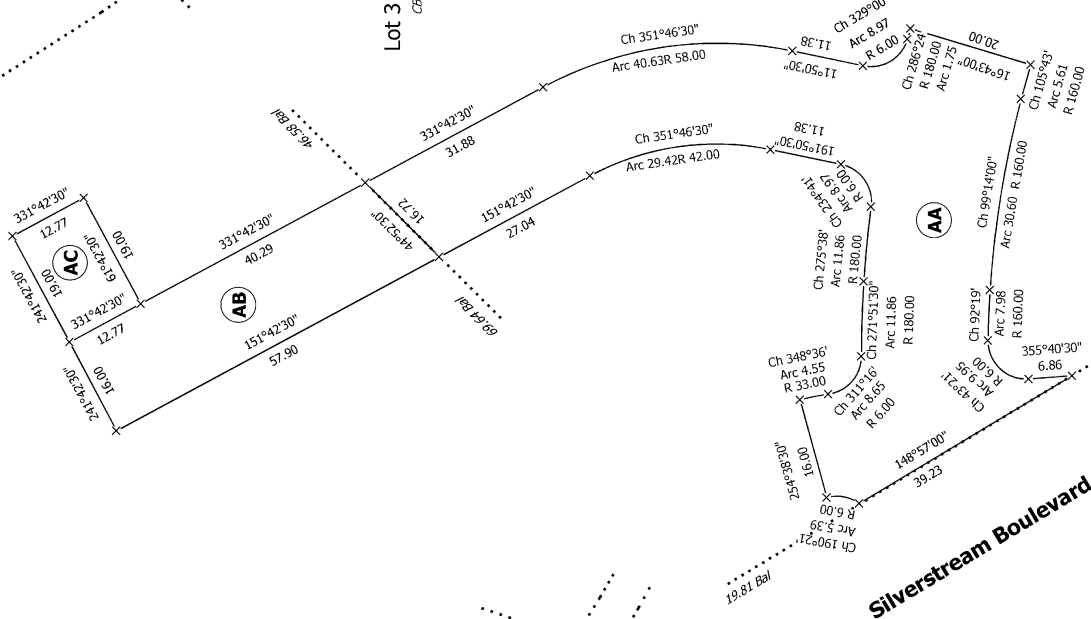 Lot 3
CB
46.58 Bal
331°42'30"
31.88
Ch 351°46'30"
Arc 40.63R 58.00
11.38
11°50'30"
Ch 329°00'
Arc 8.97
R 6.00
Ch 286°24'
R 180.00
Arc 1.75
20.00
16°43'00"
Ch 105°43'
Arc 5.61
R 160.00
Ch 351°46'30"
Arc 29.42R 42.00
11.38
191°50'30"
R 6.00
Arc 8.97
Ch 234°41'
331°42'30"
12.77
AC
61°42'30"
19.00
19.00
241°42'30"
331°42'30"
12.77
331°42'30"
40.29
AB
16.72
44°52'30"
151°42'30"
27.04
69.64 Bal
151°42'30"
57.90
16.00
241°42'30"
AA
Ch 99°14'00"
Arc 30.60 R 160.00
Ch 275°38'
Arc 11.86
R 180.00
Ch 271°51'30"
Arc 11.86
R 180.00
Ch 92°19'
Arc 7.98
R 160.00
Ch 348°36'
Arc 4.55
R 33.00
Ch 311°16'
Arc 8.65
R 6.00
R 6.00
Arc 9.95
Ch 43°21'
355°40'30"
6.86
254°38'30"
16.00
148°57'00"
39.23
R 6.00
Arc 5.39
Ch 190°21'
19.81 Bal
Silverstream Boulevard